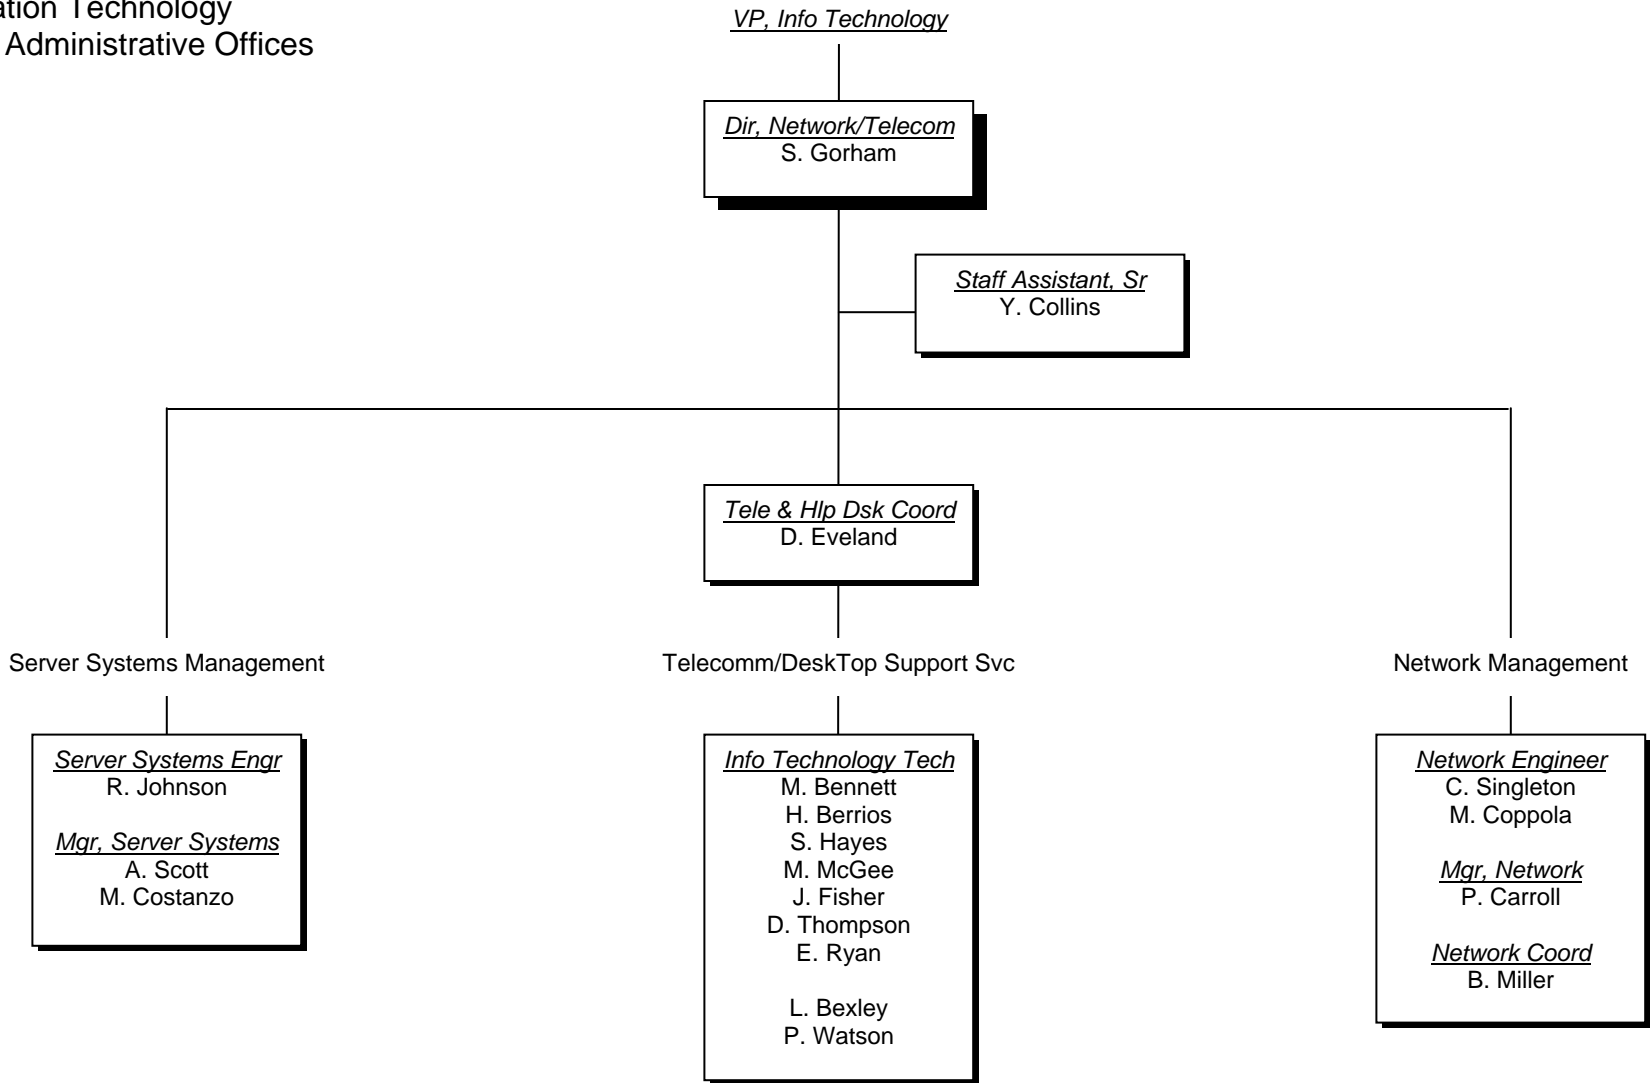 Technology
Administrative Offices
VP, Info Technology
Dir, Network/Telecom
S. Gorham
Staff Assistant, Sr
Y. Collins
Tele & Hlp Dsk Coord
D. Eveland
Server Systems Management
Telecomm/DeskTop Support Svc
Network Management
Server Systems Engr
R. Johnson
Mgr, Server Systems
A. Scott
M. Costanzo
Info Technology Tech
M. Bennett
H. Berrios
S. Hayes
M. McGee
J. Fisher
D. Thompson
E. Ryan
L. Bexley
P. Watson
Network Engineer
C. Singleton
M. Coppola
Mgr, Network
P. Carroll
Network Coord
B. Miller